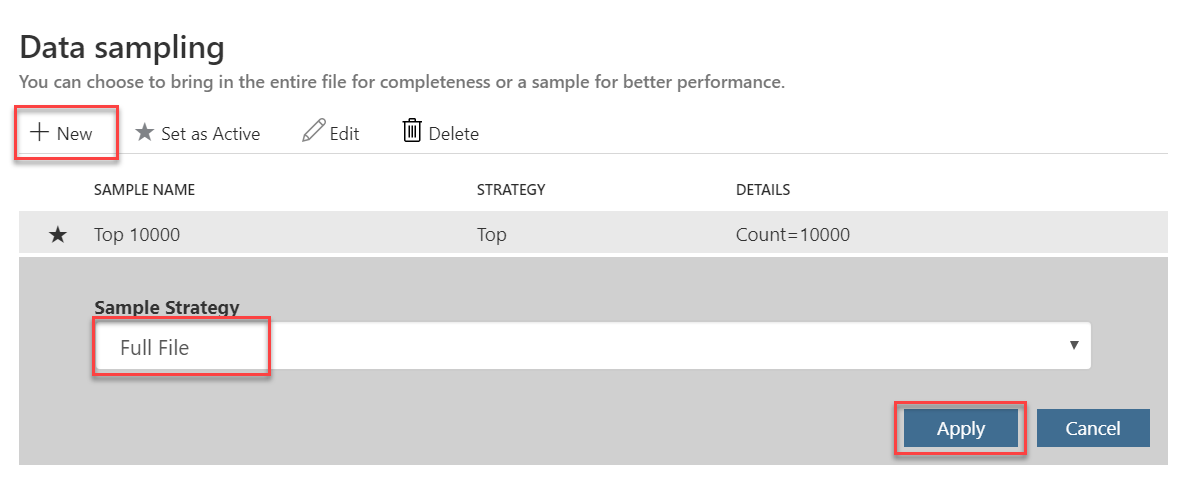 Data sampling
You can choose to bring in the entire file for completeness or a sample for better performance.
New Set as Active Edit Delete
SAMPLE NAME STRATEGY DETAILS
Top 10000 Top Count=10000
Sample Strategy
Full File
Apply Cancel